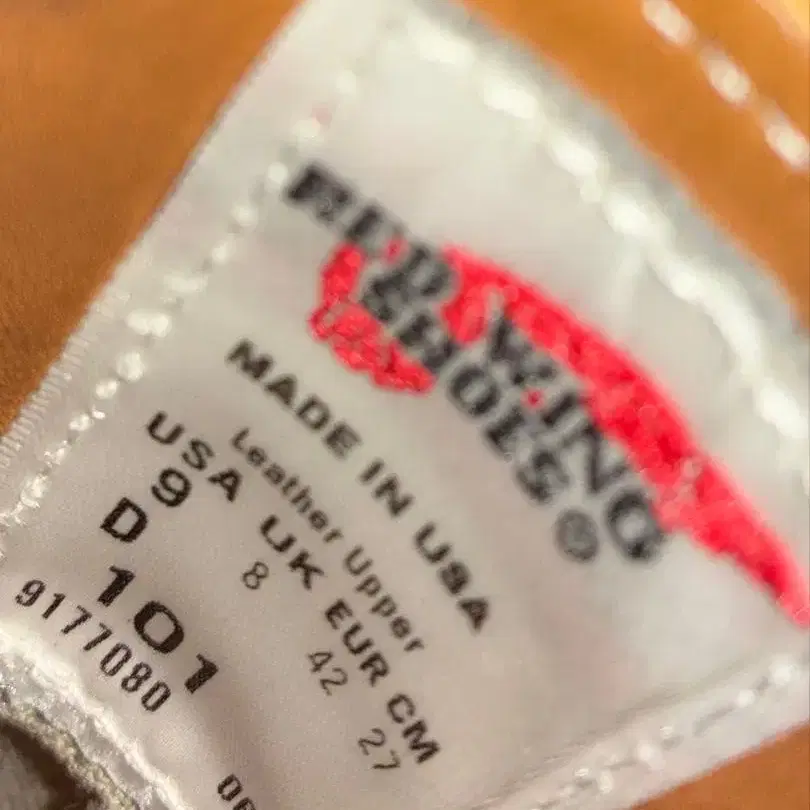 RED WING
SHOES®
MADE IN USA
Leather Upper
USA UK EUR CM
9 8 42 27
D
101
9177080